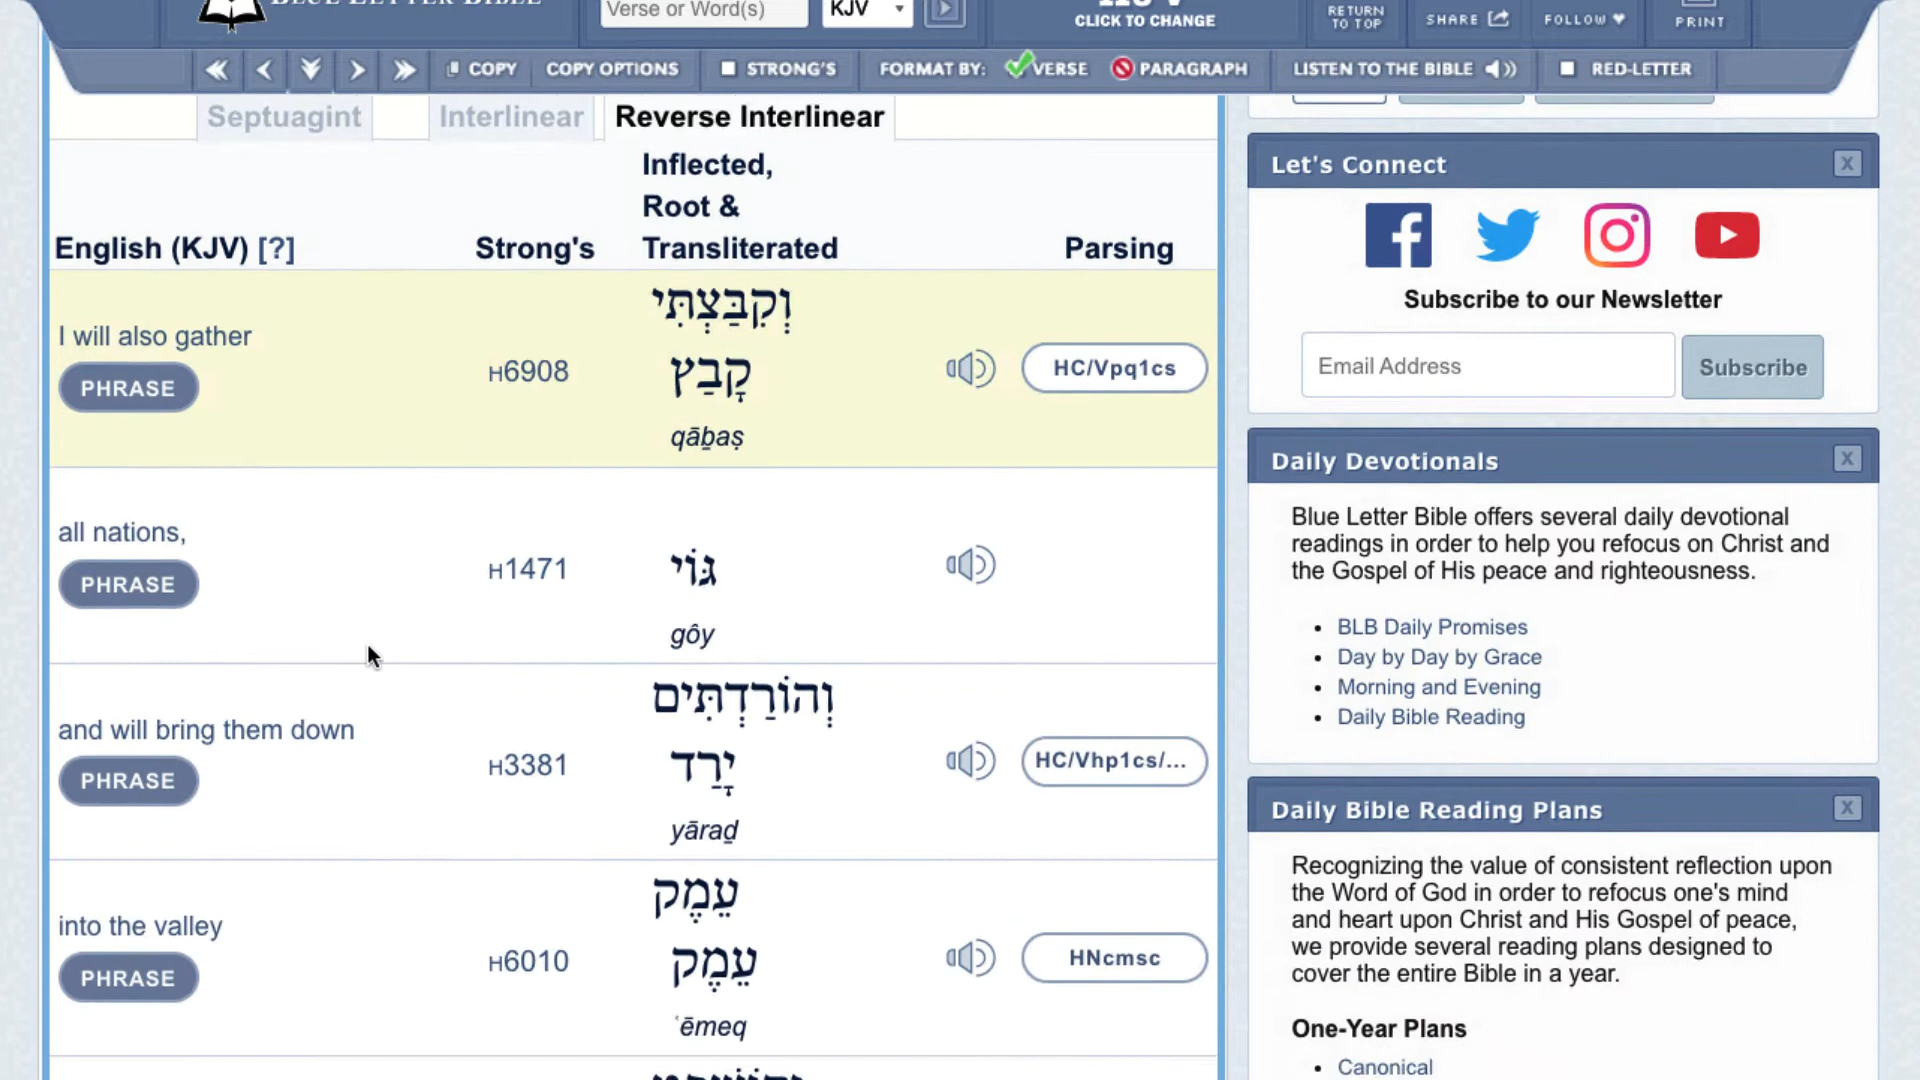 BLUE LETTER BIBLE
Verse or Word(s)
KJV
CLICK TO CHANGE
RETURN
TO TOP
SHARE
FOLLOW
PRINT
COPY
COPY OPTIONS
STRONG'S
FORMAT BY:
VERSE
PARAGRAPH
LISTEN TO THE BIBLE
RED-LETTER
Septuagint
Interlinear
Reverse Interlinear
English (KJV) [?]
Strong's
Inflected,
Root &
Transliterated
Parsing
I will also gather
PHRASE
H6908
וְקִבַּצְתִּי
קָבַץ
qāḇaṣ
HC/Vpq1cs
all nations,
PHRASE
H1471
גּוֹי
gôy
and will bring them down
PHRASE
H3381
וְהוֹרַדְתִּים
יָרַד
yāraḏ
HC/Vhp1cs/...
into the valley
PHRASE
H6010
עֵמֶק
עֵמֶק
ʿēmeq
HNcmsc
Let's Connect
X
Subscribe to our Newsletter
Email Address
Subscribe
Daily Devotionals
X
Blue Letter Bible offers several daily devotional
readings in order to help you refocus on Christ and
the Gospel of His peace and righteousness.
• BLB Daily Promises
• Day by Day by Grace
• Morning and Evening
• Daily Bible Reading
Daily Bible Reading Plans
X
Recognizing the value of consistent reflection upon
the Word of God in order to refocus one's mind
and heart upon Christ and His Gospel of peace,
we provide several reading plans designed to
cover the entire Bible in a year.
One-Year Plans
• Canonical